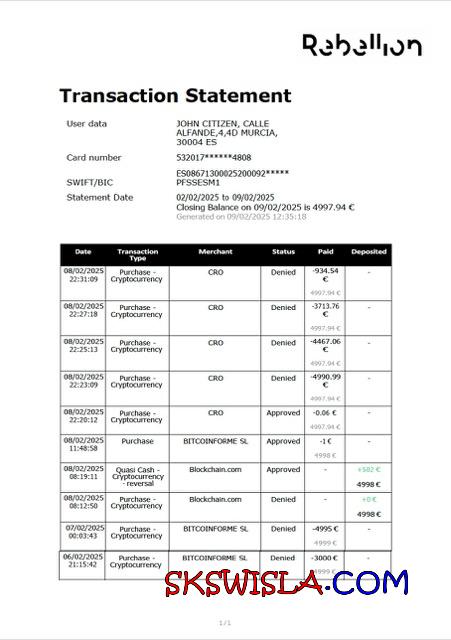 Rebellion
Transaction Statement
User data JOHN CITIZEN, CALLE
ALFANDE,4,4D MURCIA,
30004 ES
Card number 532017******4808
ES08671300025200092*****
SWIFT/BIC PFSSESM1
Statement Date 02/02/2025 to 09/02/2025
Closing Balance on 09/02/2025 is 4997.94 €
Generated on 09/02/2025 12:35:18
Date Transaction Type Merchant Status Paid Deposited
08/02/2025 22:31:09 Purchase - Cryptocurrency CRO Denied -934.54 € -
4997.94 €
08/02/2025 22:27:18 Purchase - Cryptocurrency CRO Denied -3713.76 € -
4997.94 €
08/02/2025 22:25:13 Purchase - Cryptocurrency CRO Denied -4467.06 € -
4997.94 €
08/02/2025 22:23:09 Purchase - Cryptocurrency CRO Denied -4990.99 € -
4997.94 €
08/02/2025 22:20:12 Purchase - Cryptocurrency CRO Approved -0.06 € -
4997.94 €
08/02/2025 11:48:58 Purchase BITCOINFORME SL Approved -1 € -
4998 €
08/02/2025 08:19:11 Quasi Cash - Cryptocurrency - reversal Blockchain.com Approved - +502 €
4998 €
08/02/2025 08:12:50 Purchase - Cryptocurrency Blockchain.com Denied - +0 €
4998 €
07/02/2025 00:03:43 Purchase - Cryptocurrency BITCOINFORME SL Denied -4995 € -
4999 €
06/02/2025 21:15:42 Purchase - Cryptocurrency BITCOINFORME SL Denied -3000 € -
4999 €
SKSWISLA.COM
1/1